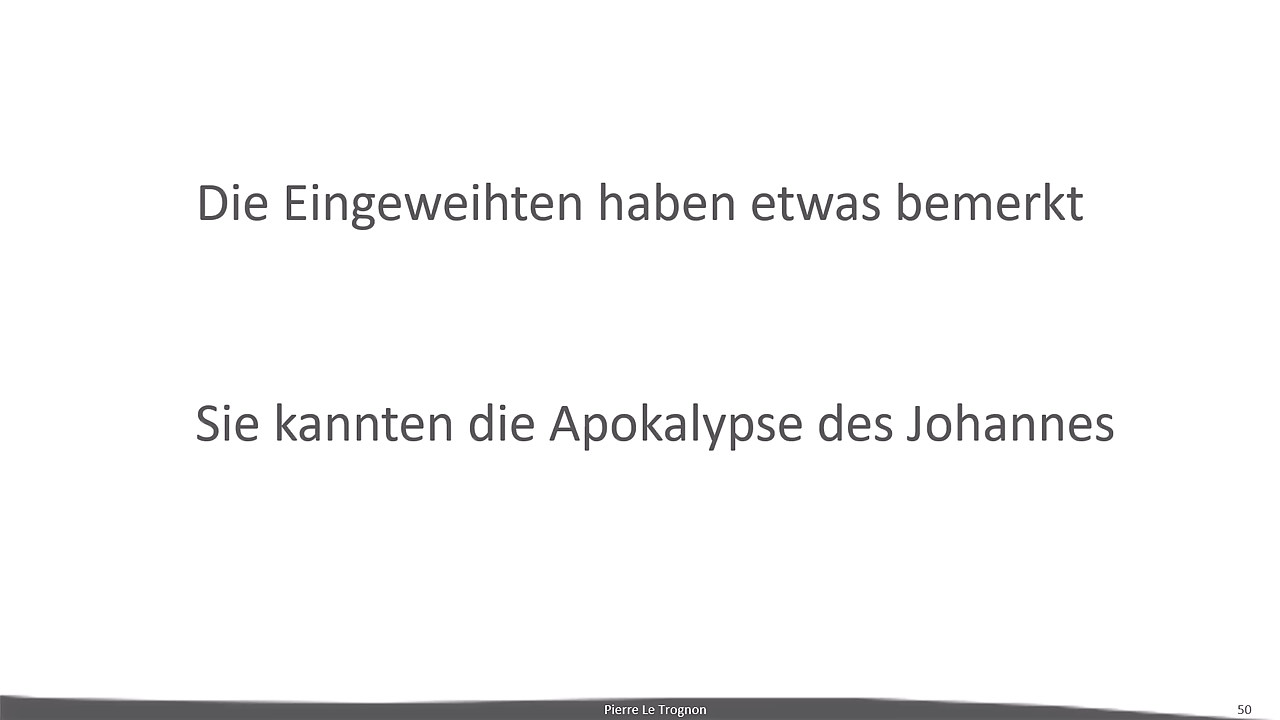 Die Eingeweihten haben etwas bemerkt
Sie kannten die Apokalypse des Johannes
Pierre Le Trognon
50